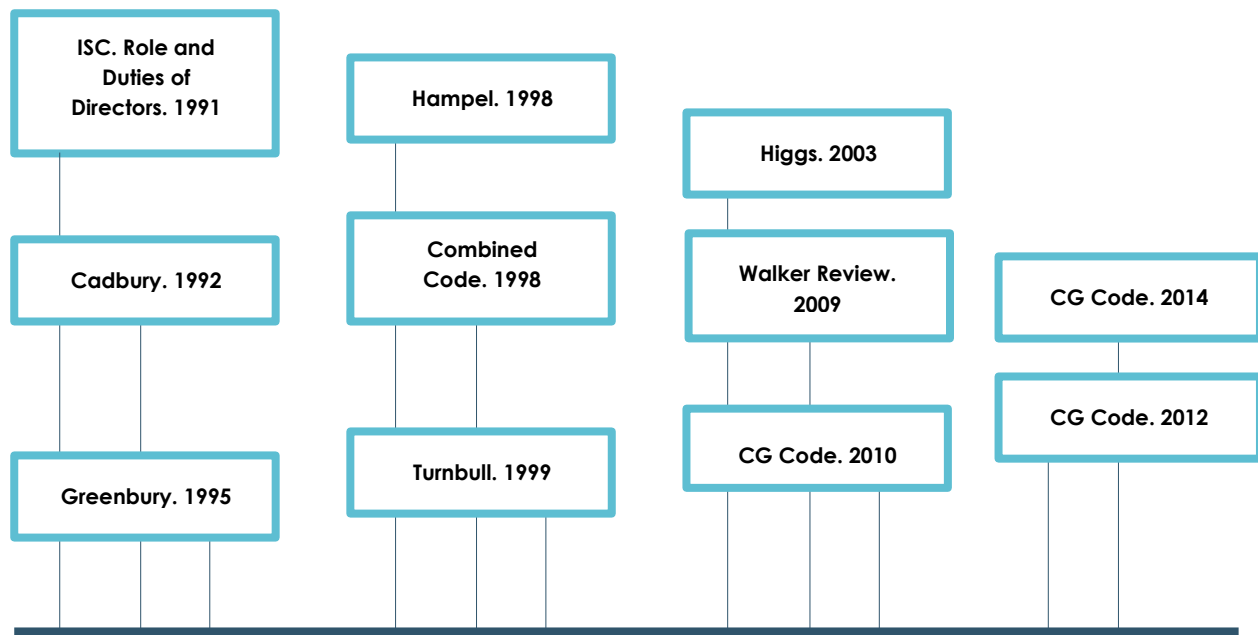 ISC. Role and
Duties of
Directors. 1991
Cadbury. 1992
Greenbury. 1995
Hampel. 1998
Combined
Code. 1998
Turnbull. 1999
Higgs. 2003
Walker Review.
2009
CG Code. 2010
CG Code. 2014
CG Code. 2012